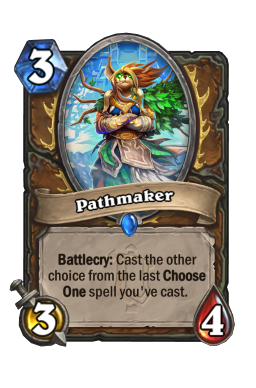 3
Pathmaker
Battlecry: Cast the other
choice from the last Choose
One spell you've cast.
3
4